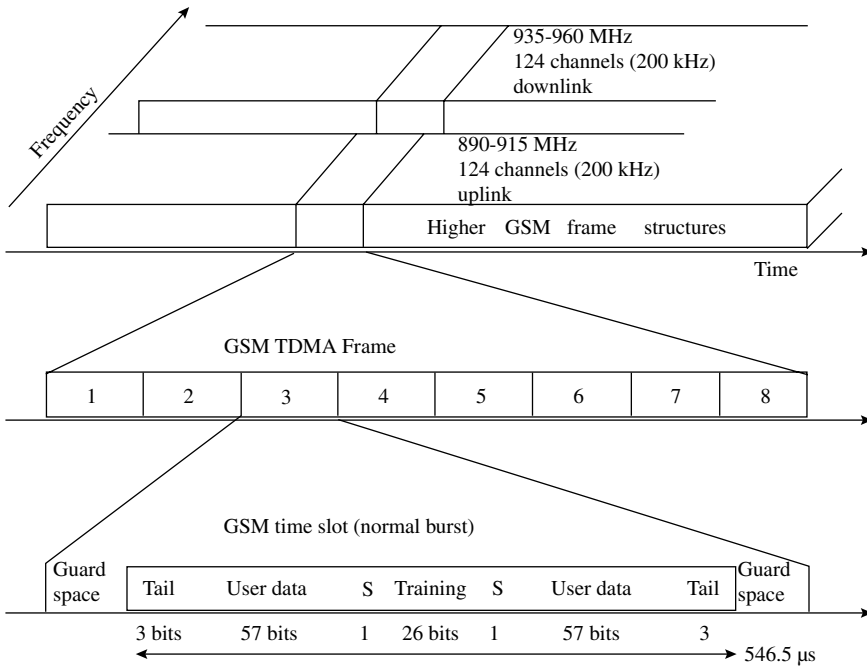 935-960 MHz
124 channels (200 kHz)
downlink
Frequency
890-915 MHz
124 channels (200 kHz)
uplink
Higher GSM frame structures
Time
GSM TDMA Frame
1 2 3 4 5 6 7 8
GSM time slot (normal burst)
Guard
space
Tail User data S Training S User data Tail
Guard
space
3 bits 57 bits 1 26 bits 1 57 bits 3
546.5 µs